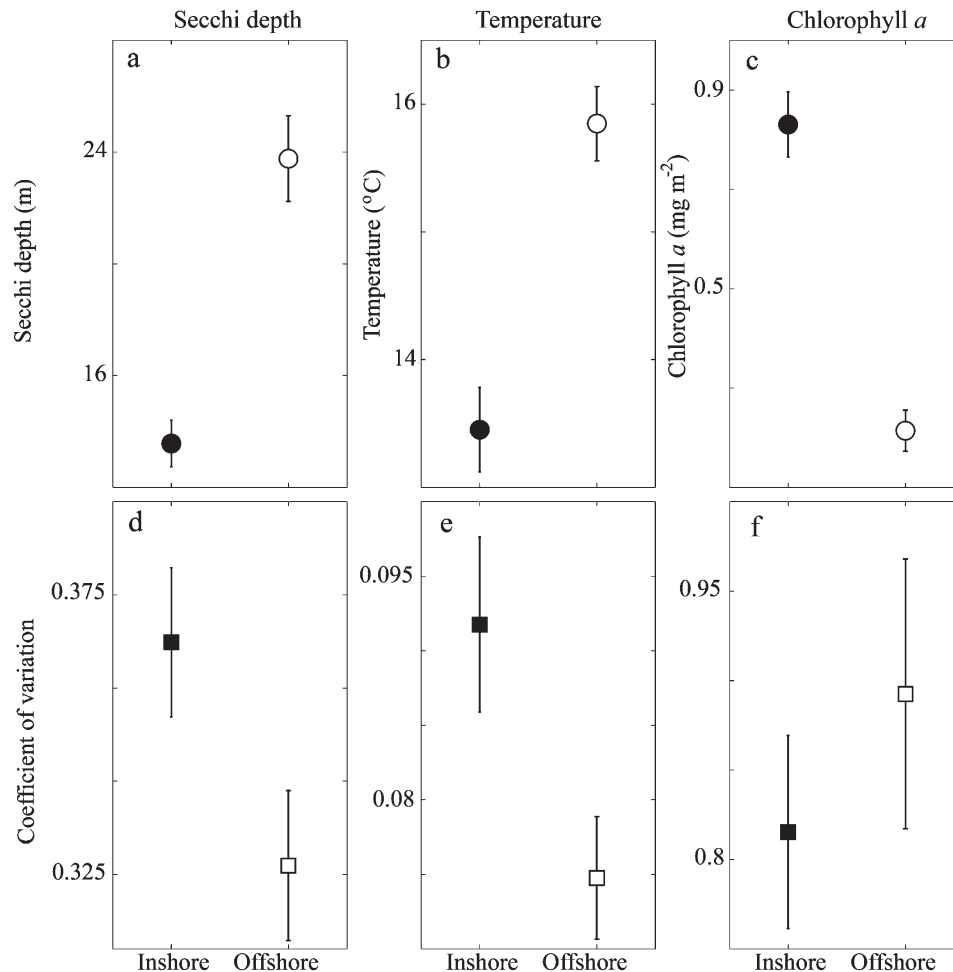 Secchi depth
Temperature
Chlorophyll a
a
b
c
24
16
Secchi depth (m)
16
14
Temperature (°C)
0.9
0.5
Chlorophyll a (mg m-2)
d
e
f
0.375
0.325
Coefficient of variation
0.095
0.08
0.95
0.8
Inshore Offshore
Inshore Offshore
Inshore Offshore